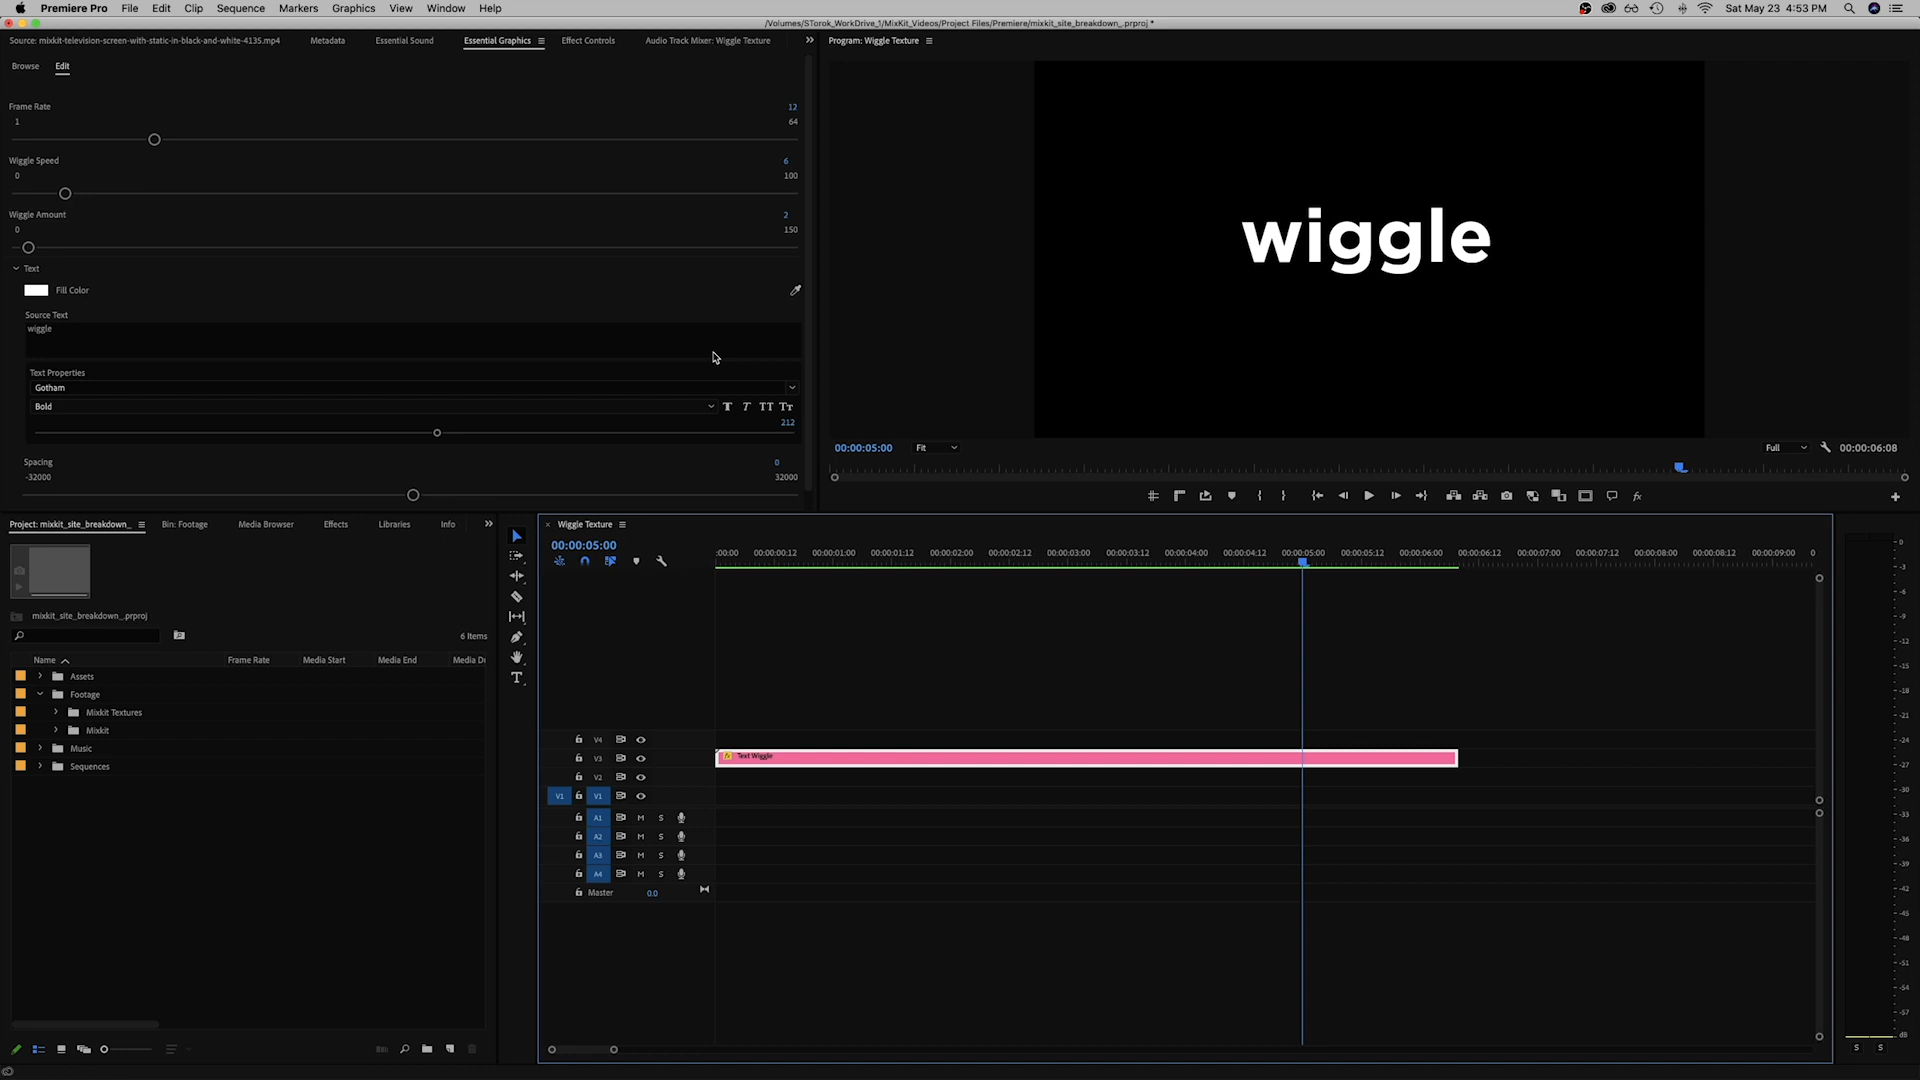 Premiere Pro File Edit Clip Sequence Markers Graphics View Window Help Sat May 23 4:53 PM
/Volumes/STorok_WorkDrive_1/MixKit_Videos/Project Files/Premiere/mixkit_site_breakdown_.prproj *
Source: mixkit-television-screen-with-static-in-black-and-white-4135.mp4 Metadata Essential Sound Essential Graphics Effect Controls Audio Track Mixer: Wiggle Texture
Program: Wiggle Texture
Browse Edit
Frame Rate 12
1 64
Wiggle Speed 6
0 100
Wiggle Amount 2
0 150
Text
Fill Color
Source Text
wiggle
Text Properties
Gotham
Bold T T TT Tt
212
Spacing 0
-32000 32000
wiggle
00:00:05:00 Fit Full 00:00:06:08
Project: mixkit_site_breakdown_ Bin: Footage Media Browser Effects Libraries Info
mixkit_site_breakdown_.prproj
6 Items
Name Frame Rate Media Start Media End Media Du
Assets
Footage
Mixkit Textures
Mixkit
Music
Sequences
T
× Wiggle Texture
00:00:05:00
:00:00 00:00:00:12 00:00:01:00 00:00:01:12 00:00:02:00 00:00:02:12 00:00:03:00 00:00:03:12 00:00:04:00 00:00:04:12 00:00:05:00 00:00:05:12 00:00:06:00 00:00:06:12 00:00:07:00 00:00:07:12 00:00:08:00 00:00:08:12 00:00:09:00 0
V4
V3 fx Text Wiggle
V2
V1 V1
A1 M S
A2 M S
A3 M S
A4 M S
Master 0.0
0
-3
-6
-9
-12
-15
-18
-21
-24
-27
-30
-33
-36
-39
-42
-45
-48
-51
-54
-57
dB
S S